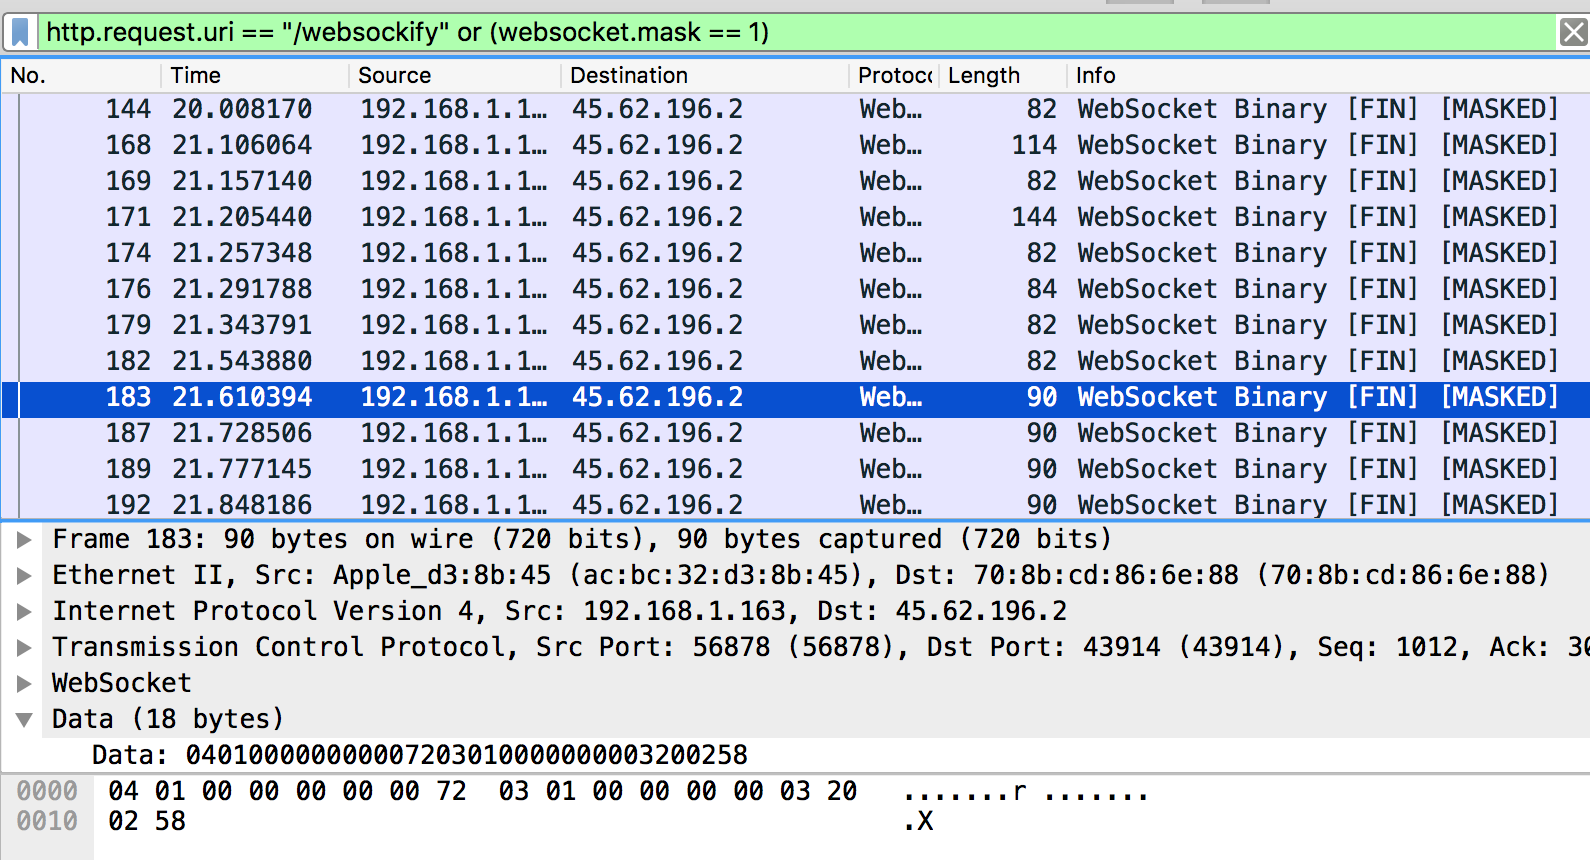 http.request.uri == "/websockify" or (websocket.mask == 1)
No. Time Source Destination Protoco Length Info
144 20.008170 192.168.1.1… 45.62.196.2 Web… 82 WebSocket Binary [FIN] [MASKED]
168 21.106064 192.168.1.1… 45.62.196.2 Web… 114 WebSocket Binary [FIN] [MASKED]
169 21.157140 192.168.1.1… 45.62.196.2 Web… 82 WebSocket Binary [FIN] [MASKED]
171 21.205440 192.168.1.1… 45.62.196.2 Web… 144 WebSocket Binary [FIN] [MASKED]
174 21.257348 192.168.1.1… 45.62.196.2 Web… 82 WebSocket Binary [FIN] [MASKED]
176 21.291788 192.168.1.1… 45.62.196.2 Web… 84 WebSocket Binary [FIN] [MASKED]
179 21.343791 192.168.1.1… 45.62.196.2 Web… 82 WebSocket Binary [FIN] [MASKED]
182 21.543880 192.168.1.1… 45.62.196.2 Web… 82 WebSocket Binary [FIN] [MASKED]
183 21.610394 192.168.1.1… 45.62.196.2 Web… 90 WebSocket Binary [FIN] [MASKED]
187 21.728506 192.168.1.1… 45.62.196.2 Web… 90 WebSocket Binary [FIN] [MASKED]
189 21.777145 192.168.1.1… 45.62.196.2 Web… 90 WebSocket Binary [FIN] [MASKED]
192 21.848186 192.168.1.1… 45.62.196.2 Web… 90 WebSocket Binary [FIN] [MASKED]
Frame 183: 90 bytes on wire (720 bits), 90 bytes captured (720 bits)
Ethernet II, Src: Apple_d3:8b:45 (ac:bc:32:d3:8b:45), Dst: 70:8b:cd:86:6e:88 (70:8b:cd:86:6e:88)
Internet Protocol Version 4, Src: 192.168.1.163, Dst: 45.62.196.2
Transmission Control Protocol, Src Port: 56878 (56878), Dst Port: 43914 (43914), Seq: 1012, Ack: 30
WebSocket
Data (18 bytes)
Data: 040100000000007203010000000003200258
0000 04 01 00 00 00 00 00 72 03 01 00 00 00 00 03 20 .......r .......
0010 02 58 .X